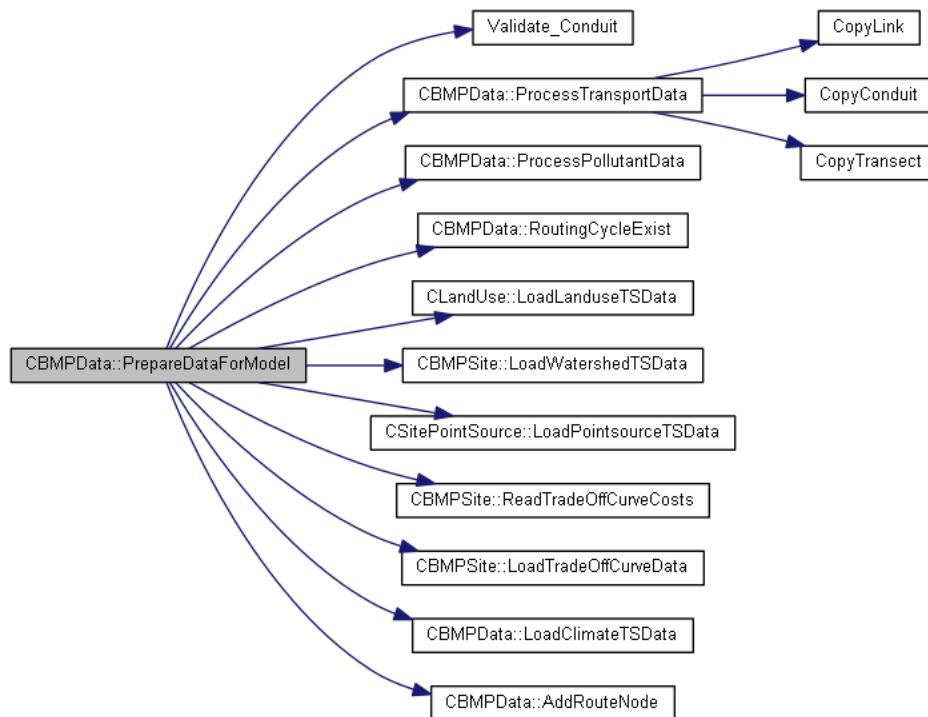 Validate_Conduit
CopyLink
CBMPData::ProcessTransportData
CopyConduit
CBMPData::ProcessPollutantData
CopyTransect
CBMPData::RoutingCycleExist
CLandUse::LoadLanduseTSData
CBMPData::PrepareDataForModel
CBMPSite::LoadWatershedTSData
CSitePointSource::LoadPointsourceTSData
CBMPSite::ReadTradeOffCurveCosts
CBMPSite::LoadTradeOffCurveData
CBMPData::LoadClimateTSData
CBMPData::AddRouteNode